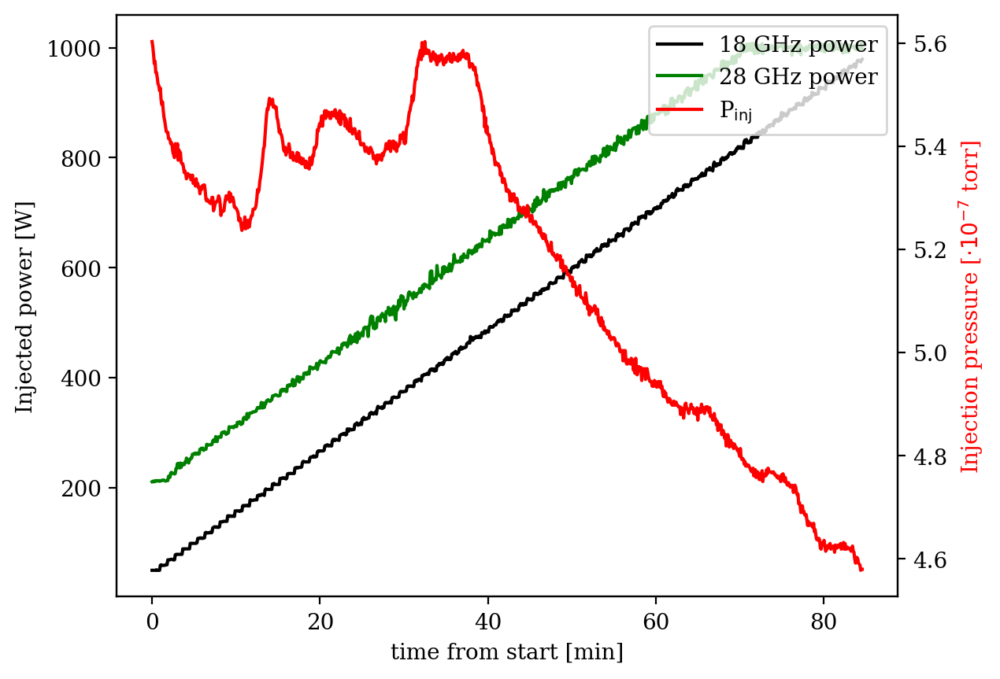 1000
800
600
400
200
Injected power [W]
18 GHz power
28 GHz power
P_inj
5.6
5.4
5.2
5.0
4.8
4.6
Injection pressure [·10⁻⁷ torr]
0 20 40 60 80
time from start [min]